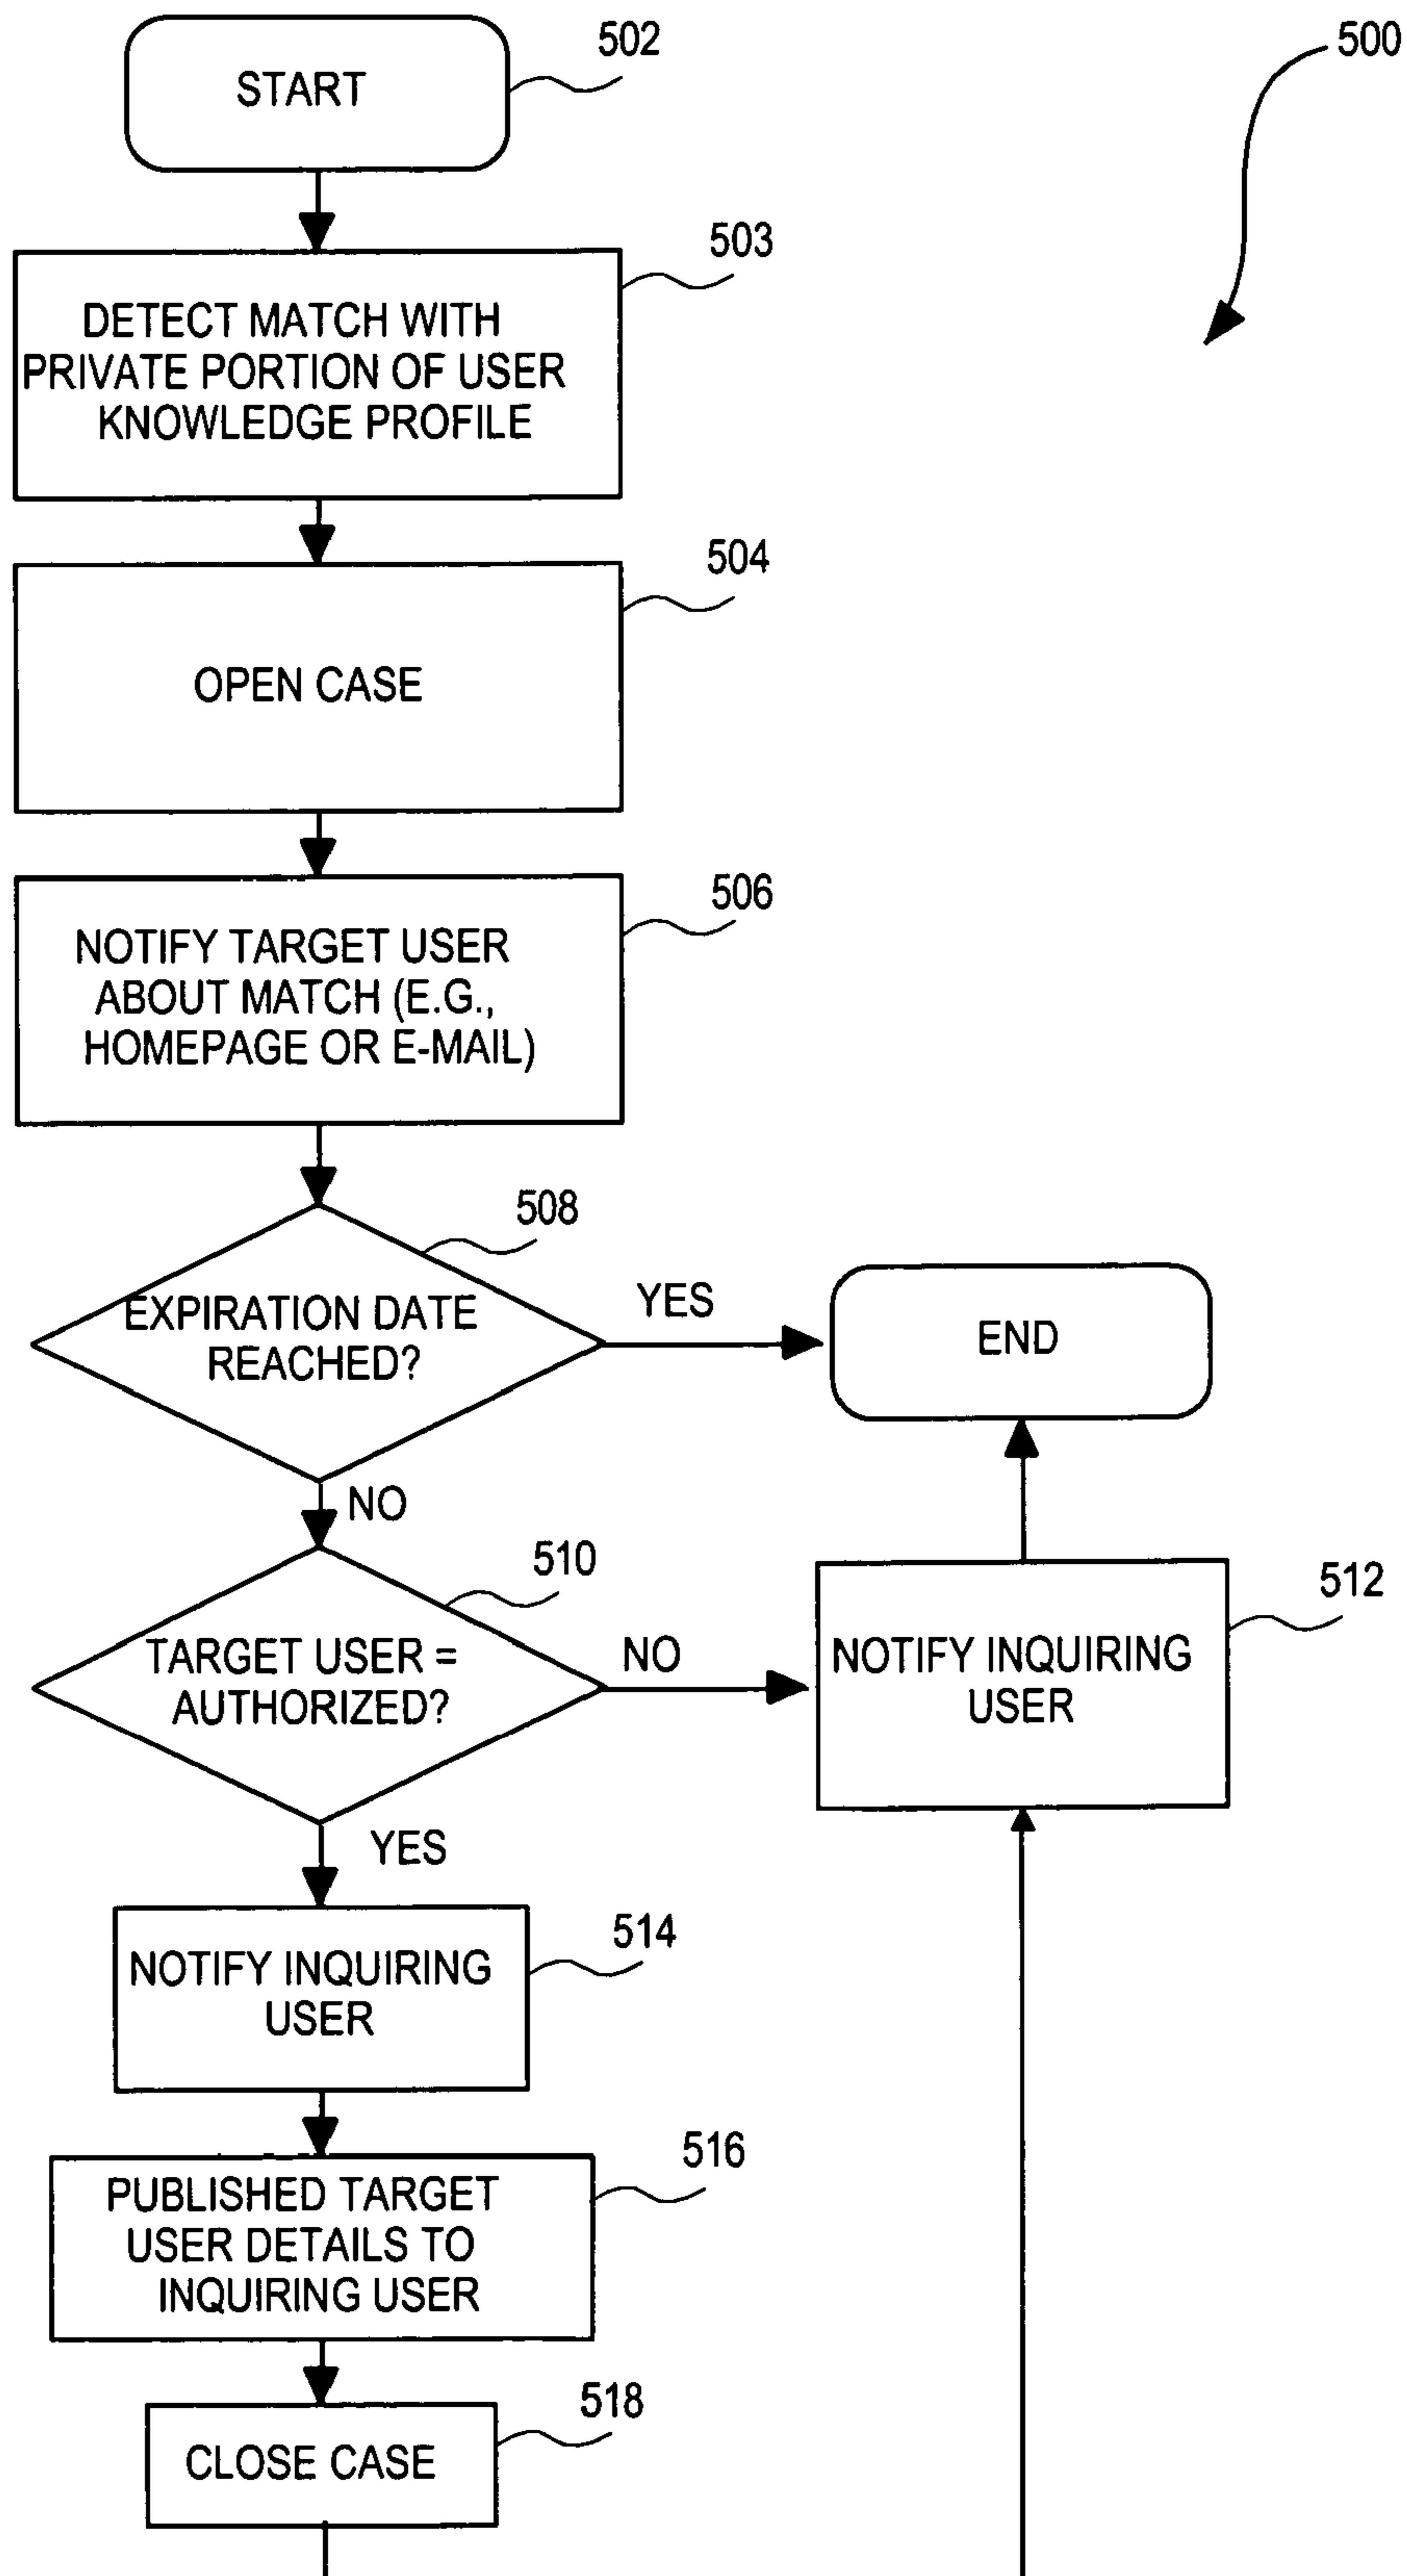 START
502
500
503
DETECT MATCH WITH
PRIVATE PORTION OF USER
KNOWLEDGE PROFILE
504
OPEN CASE
506
NOTIFY TARGET USER
ABOUT MATCH (E.G.,
HOMEPAGE OR E-MAIL)
508
EXPIRATION DATE
REACHED?
YES
END
NO
510
TARGET USER =
AUTHORIZED?
NO
512
NOTIFY INQUIRING
USER
YES
514
NOTIFY INQUIRING
USER
516
PUBLISHED TARGET
USER DETAILS TO
INQUIRING USER
518
CLOSE CASE